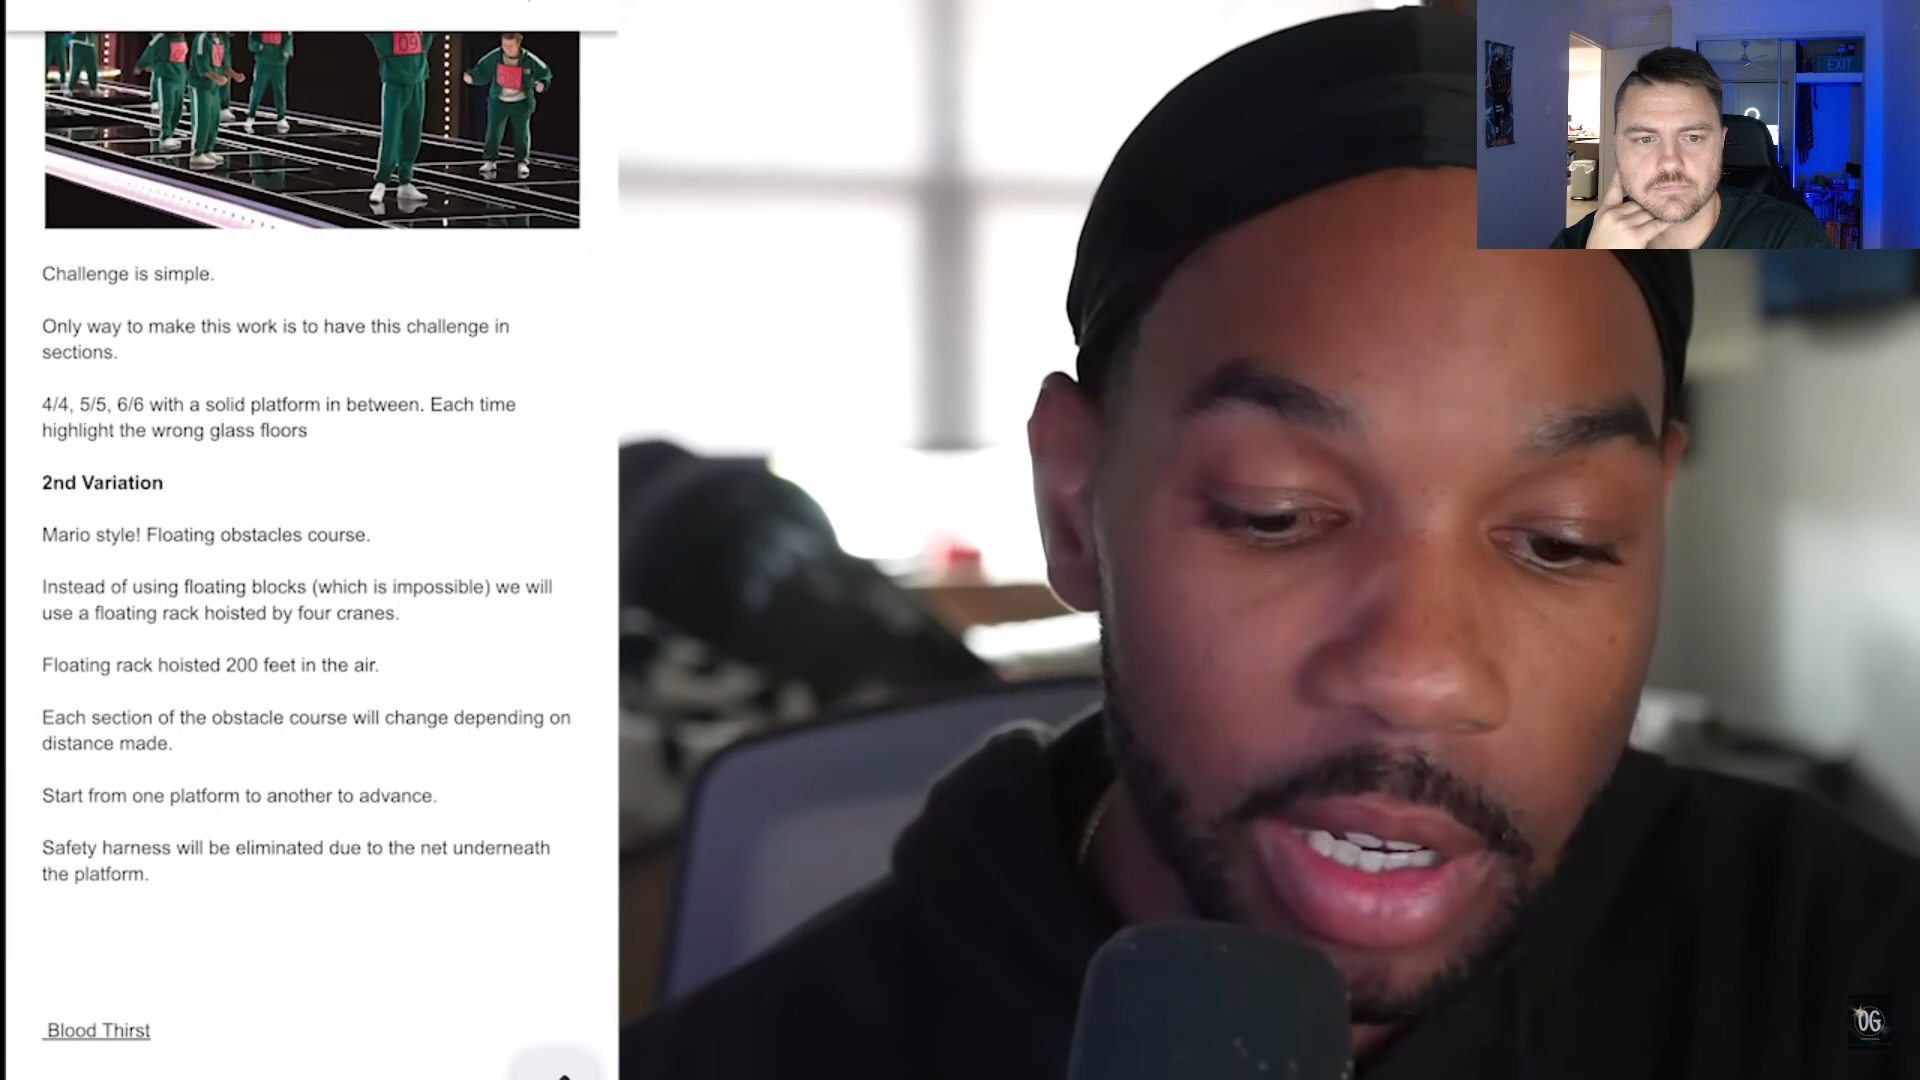 09
EXIT
Challenge is simple.
Only way to make this work is to have this challenge in
sections.
4/4, 5/5, 6/6 with a solid platform in between. Each time
highlight the wrong glass floors
2nd Variation
Mario style! Floating obstacles course.
Instead of using floating blocks (which is impossible) we will
use a floating rack hoisted by four cranes.
Floating rack hoisted 200 feet in the air.
Each section of the obstacle course will change depending on
distance made.
Start from one platform to another to advance.
Safety harness will be eliminated due to the net underneath
the platform.
Blood Thirst
OG